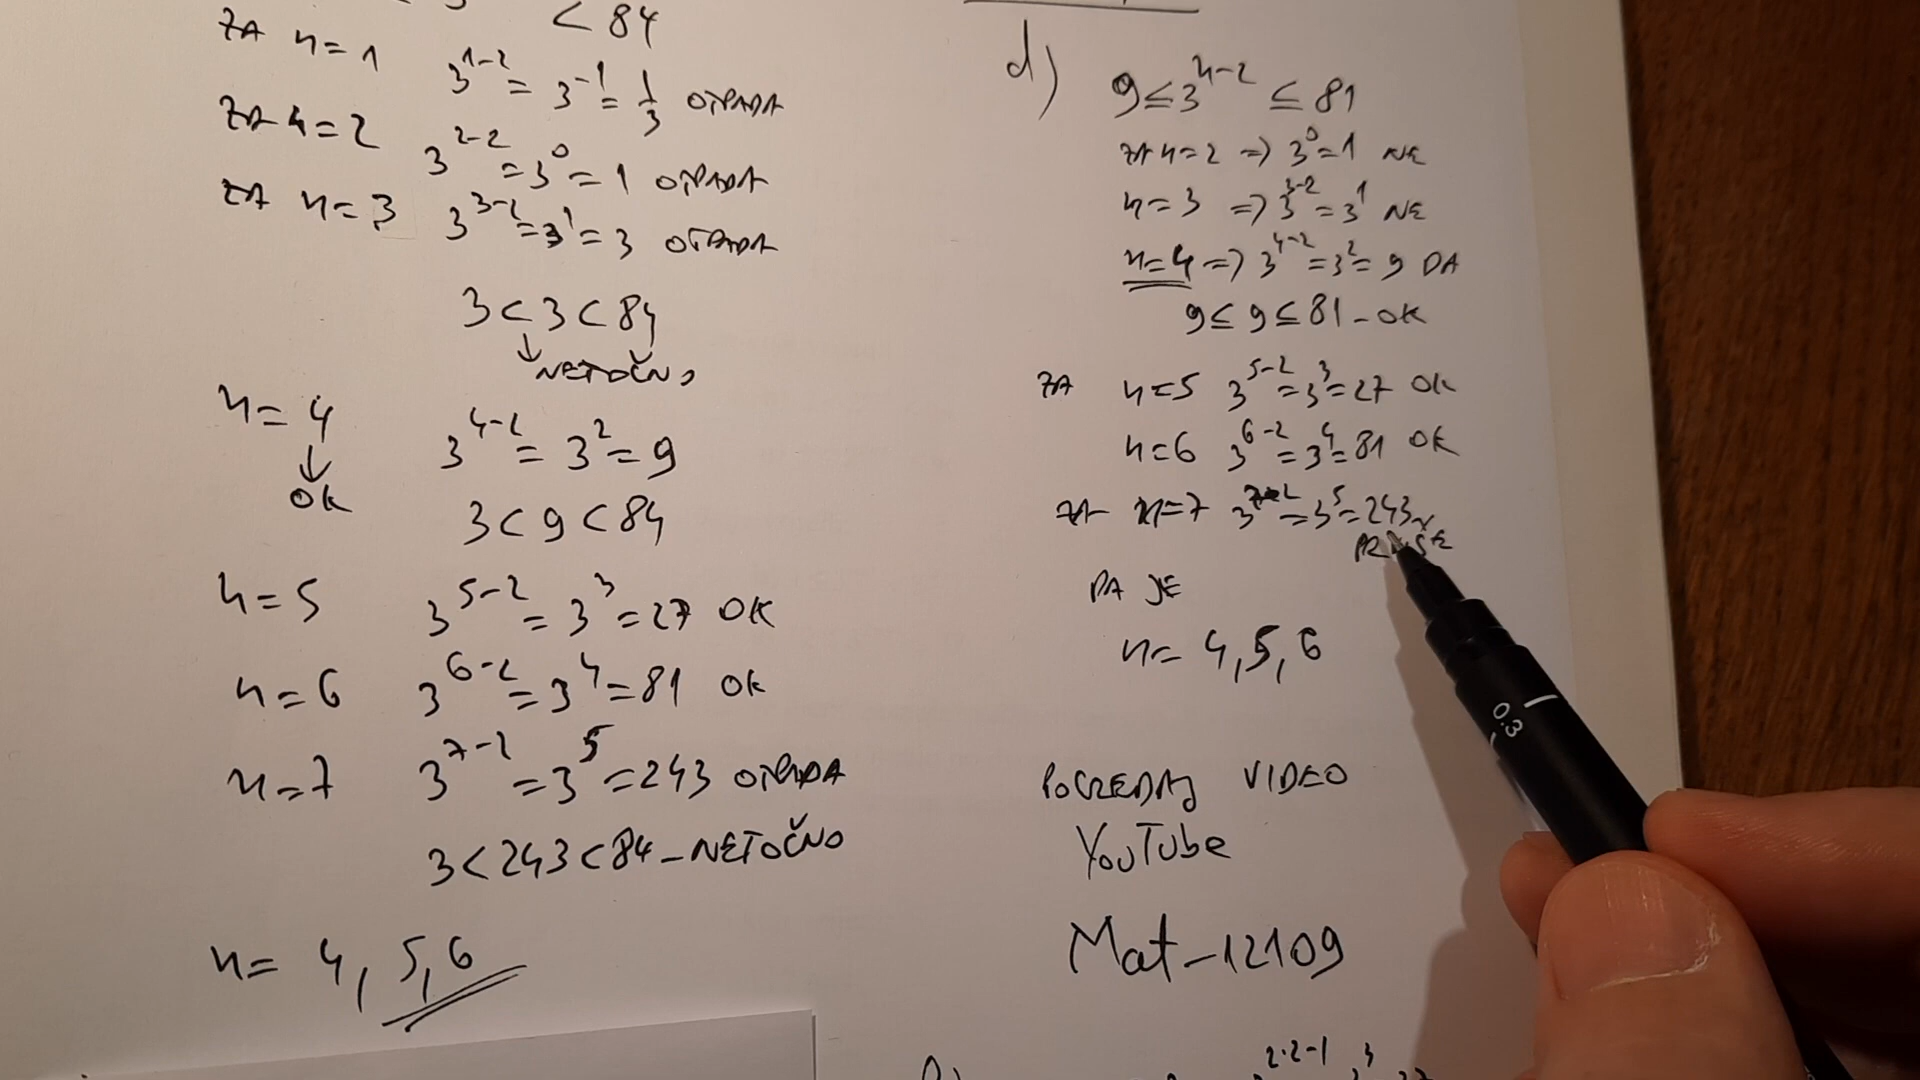 < 84
ZA n=1 3^{1-2} = 3^{-1} = 1/3 OTPADA
ZA n=2 3^{2-2} = 3^0 = 1 OTPADA
ZA n=3 3^{3-2} = 3^1 = 3 OTPADA
3 < 3 < 84
↓ NETOČNO
n=4 3^{4-2} = 3^2 = 9
↓
OK
3 < 9 < 84
n=5 3^{5-2} = 3^3 = 27 OK
n=6 3^{6-2} = 3^4 = 81 OK
n=7 3^{7-2} = 3^5 = 243 OTPADA
3 < 243 < 84 - NETOČNO
n= 4, 5, 6
d) 9 ≤ 3^{n-2} ≤ 81
ZA n=2 => 3^0 = 1 NE
n=3 => 3^{3-2} = 3^1 NE
n=4 => 3^{4-2} = 3^2 = 9 DA
9 ≤ 9 ≤ 81 - OK
ZA n=5 3^{5-2} = 3^3 = 27 OK
n=6 3^{6-2} = 3^4 = 81 OK
ZA n=7 3^{7-2} = 3^5 = 243
PA JE
n= 4, 5, 6
POGLEDAJ VIDEO
YouTube
Mat-12109
2·2-1 3